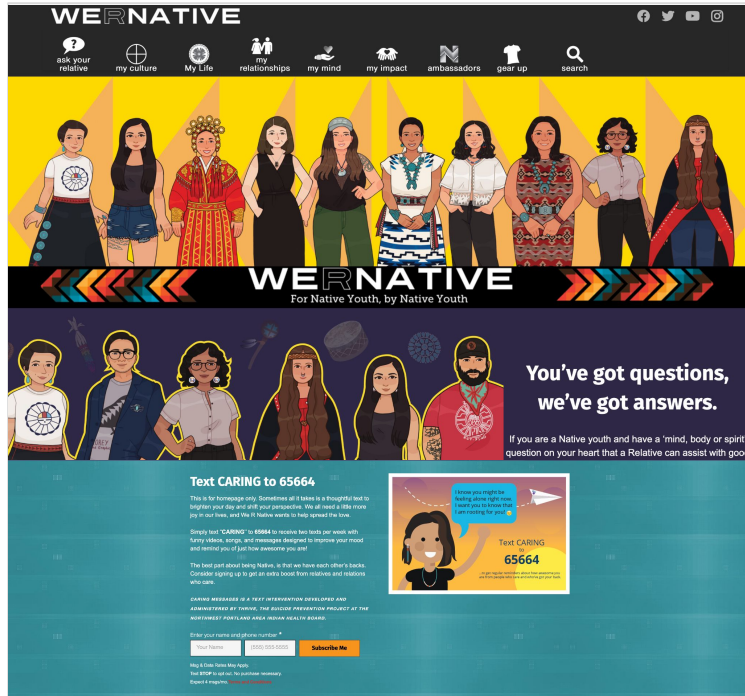 WERNATIVE
ask your
relative
my culture
My Life
my
relationships
my mind
my impact
N
ambassadors
gear up
search
WERNATIVE
For Native Youth, by Native Youth
You've got questions,
we've got answers.
If you are a Native youth and have a 'mind, body or spirit
question on your heart that a Relative can assist with good
OBEY
Text CARING to 65664
This is for homepage only. Sometimes all it takes is a thoughtful text to
brighten your day and shift your perspective. We all need a little more
joy in our lives, and We R Native wants to help spread the love.
Simply text "CARING" to 65664 to receive two texts per week with
funny videos, songs, and messages designed to improve your mood
and remind you of just how awesome you are!
The best part about being Native, is that we have each other's backs.
Consider signing up to get an extra boost from relatives and relations
who care.
CARING MESSAGES IS A TEXT INTERVENTION DEVELOPED AND
ADMINISTERED BY THRIVE, THE SUICIDE PREVENTION PROJECT AT THE
NORTHWEST PORTLAND AREA INDIAN HEALTH BOARD.
Enter your name and phone number *
Your Name
(555) 555-5555
Subscribe Me
Msg & Data Rates May Apply.
Text STOP to opt out. No purchase necessary.
Expect 4 msgs/mo.
I know you might be
feeling alone right now.
I want you to know that
I am rooting for you!
Text CARING
to
65664